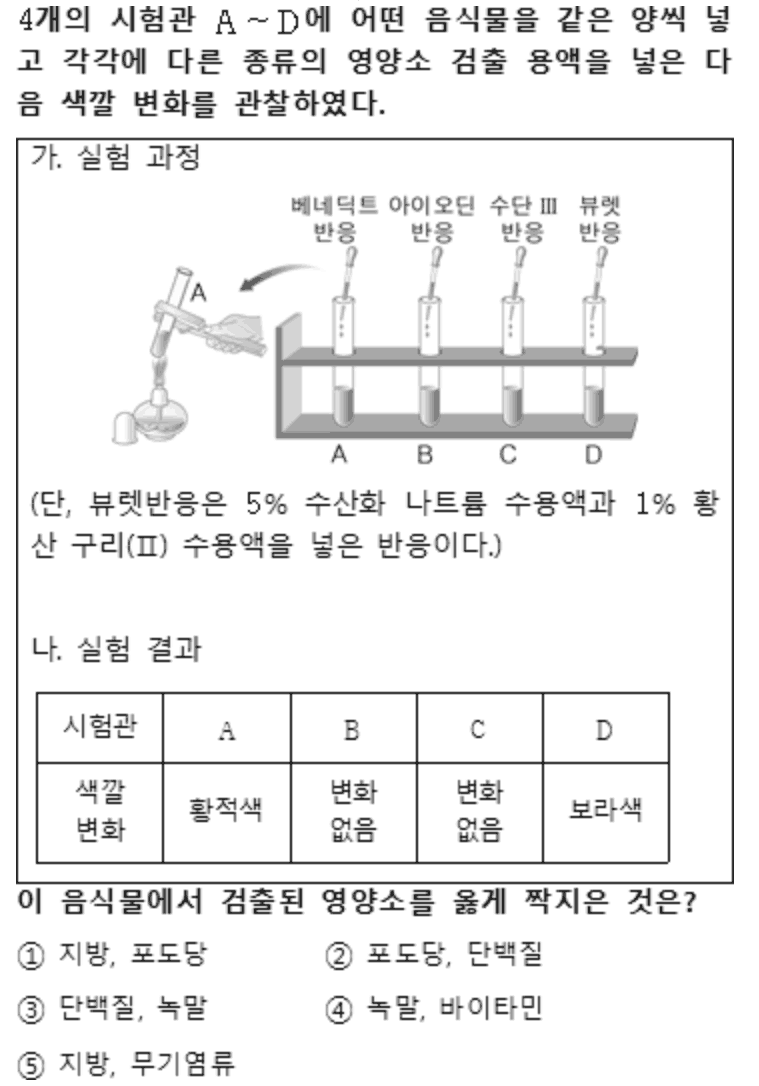 4개의 시험관 A ~ D에 어떤 음식물을 같은 양씩 넣
고 각각에 다른 종류의 영양소 검출 용액을 넣은 다
음 색깔 변화를 관찰하였다.
가. 실험 과정
베네딕트 아이오딘 수단 Ⅲ 뷰렛
반응 반응 반응 반응
A
A B C D
(단, 뷰렛반응은 5% 수산화 나트륨 수용액과 1% 황
산 구리(Ⅱ) 수용액을 넣은 반응이다.)
나. 실험 결과
시험관 A B C D
색깔 변화 변화
황적색 보라색
변화 없음 없음
이 음식물에서 검출된 영양소를 옳게 짝지은 것은?
① 지방, 포도당 ② 포도당, 단백질
③ 단백질, 녹말 ④ 녹말, 바이타민
⑤ 지방, 무기염류